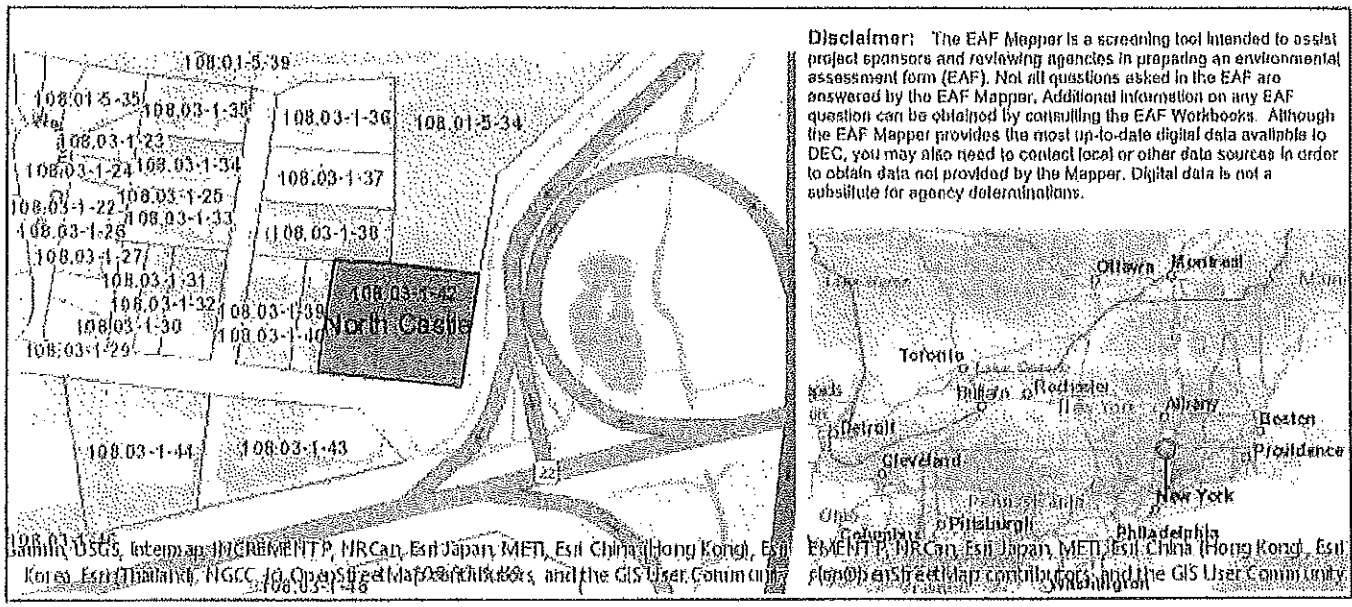 Disclaimer: The EAF Mapper is a screening tool intended to assist
project sponsors and reviewing agencies in preparing an environmental
assessment form (EAF). Not all questions asked in the EAF are
answered by the EAF Mapper. Additional information on any EAF
question can be obtained by consulting the EAF Workbooks. Although
the EAF Mapper provides the most up-to-date digital data available to
DEC, you may also need to contact local or other data sources in order
to obtain data not provided by the Mapper. Digital data is not a
substitute for agency determinations.
108.01-5-39
108.01-5-35
108.03-1-35
108.03-1-36
108.01-5-34
108.03-1-23
108.03-1-24
108.03-1-34
108.03-1-37
108.03-1-25
108.03-1-22
108.03-1-33
108.03-1-26
108.03-1-38
108.03-1-27
108.03-1-31
108.03-1-42
108.03-1-32
108.03-1-39
North Castle
108.03-1-30
108.03-1-40
108.03-1-29
108.03-1-44
108.03-1-43
22
USGS, Intermap, INCREMENT P, NRCan, Esri Japan, METI, Esri China (Hong Kong), Esri
Korea, Esri (Thailand), NGCC, (c) OpenStreetMap contributors, and the GIS User Community
Ottawa
Montreal
Toronto
Buffalo
Rochester
Albany
Boston
Detroit
Providence
Cleveland
New York
Pittsburgh
Philadelphia
Columbus
Washington
NRCan, Esri Japan, METI, Esri China (Hong Kong), Esri
OpenStreetMap contributors, and the GIS User Community